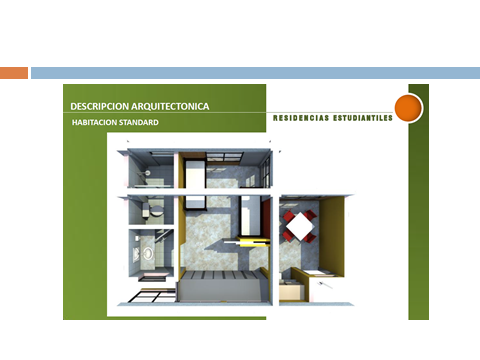 DESCRIPCION ARQUITECTONICA
RESIDENCIAS ESTUDIANTILES
HABITACION STANDARD